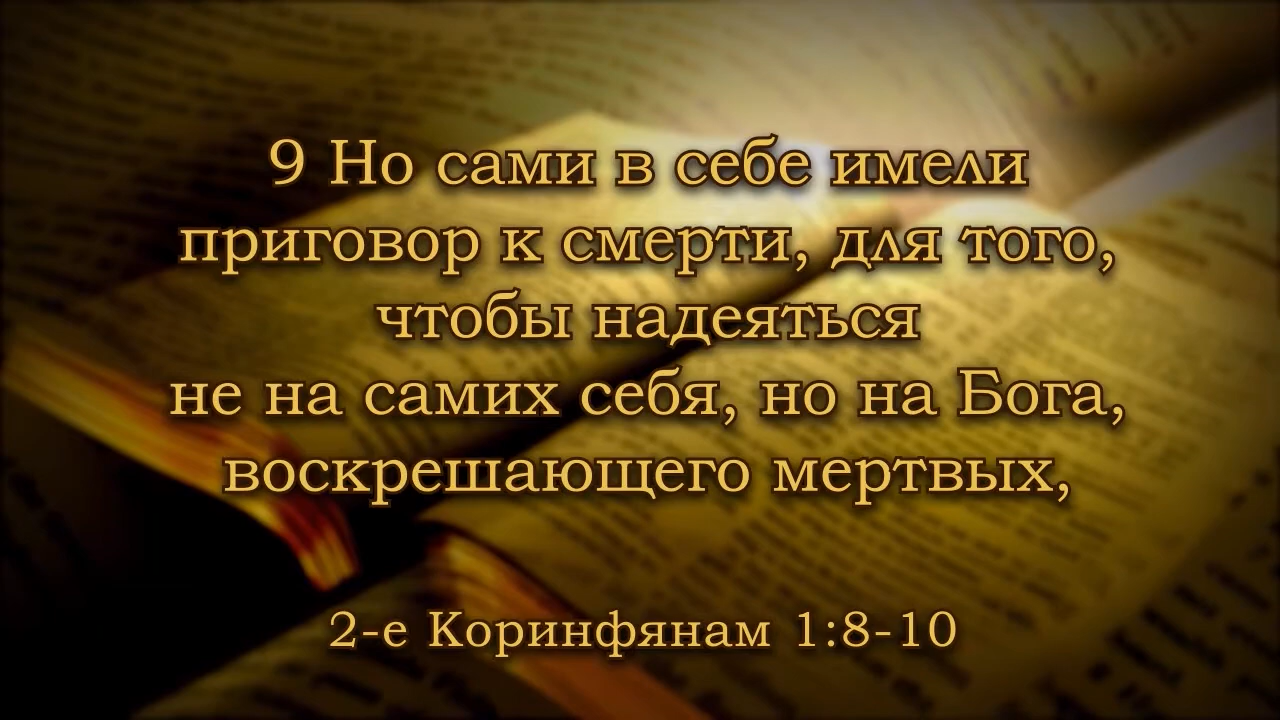 9 Но сами в себе имели
приговор к смерти, для того,
чтобы надеяться
не на самих себя, но на Бога,
воскрешающего мертвых,
2-е Коринфянам 1:8-10